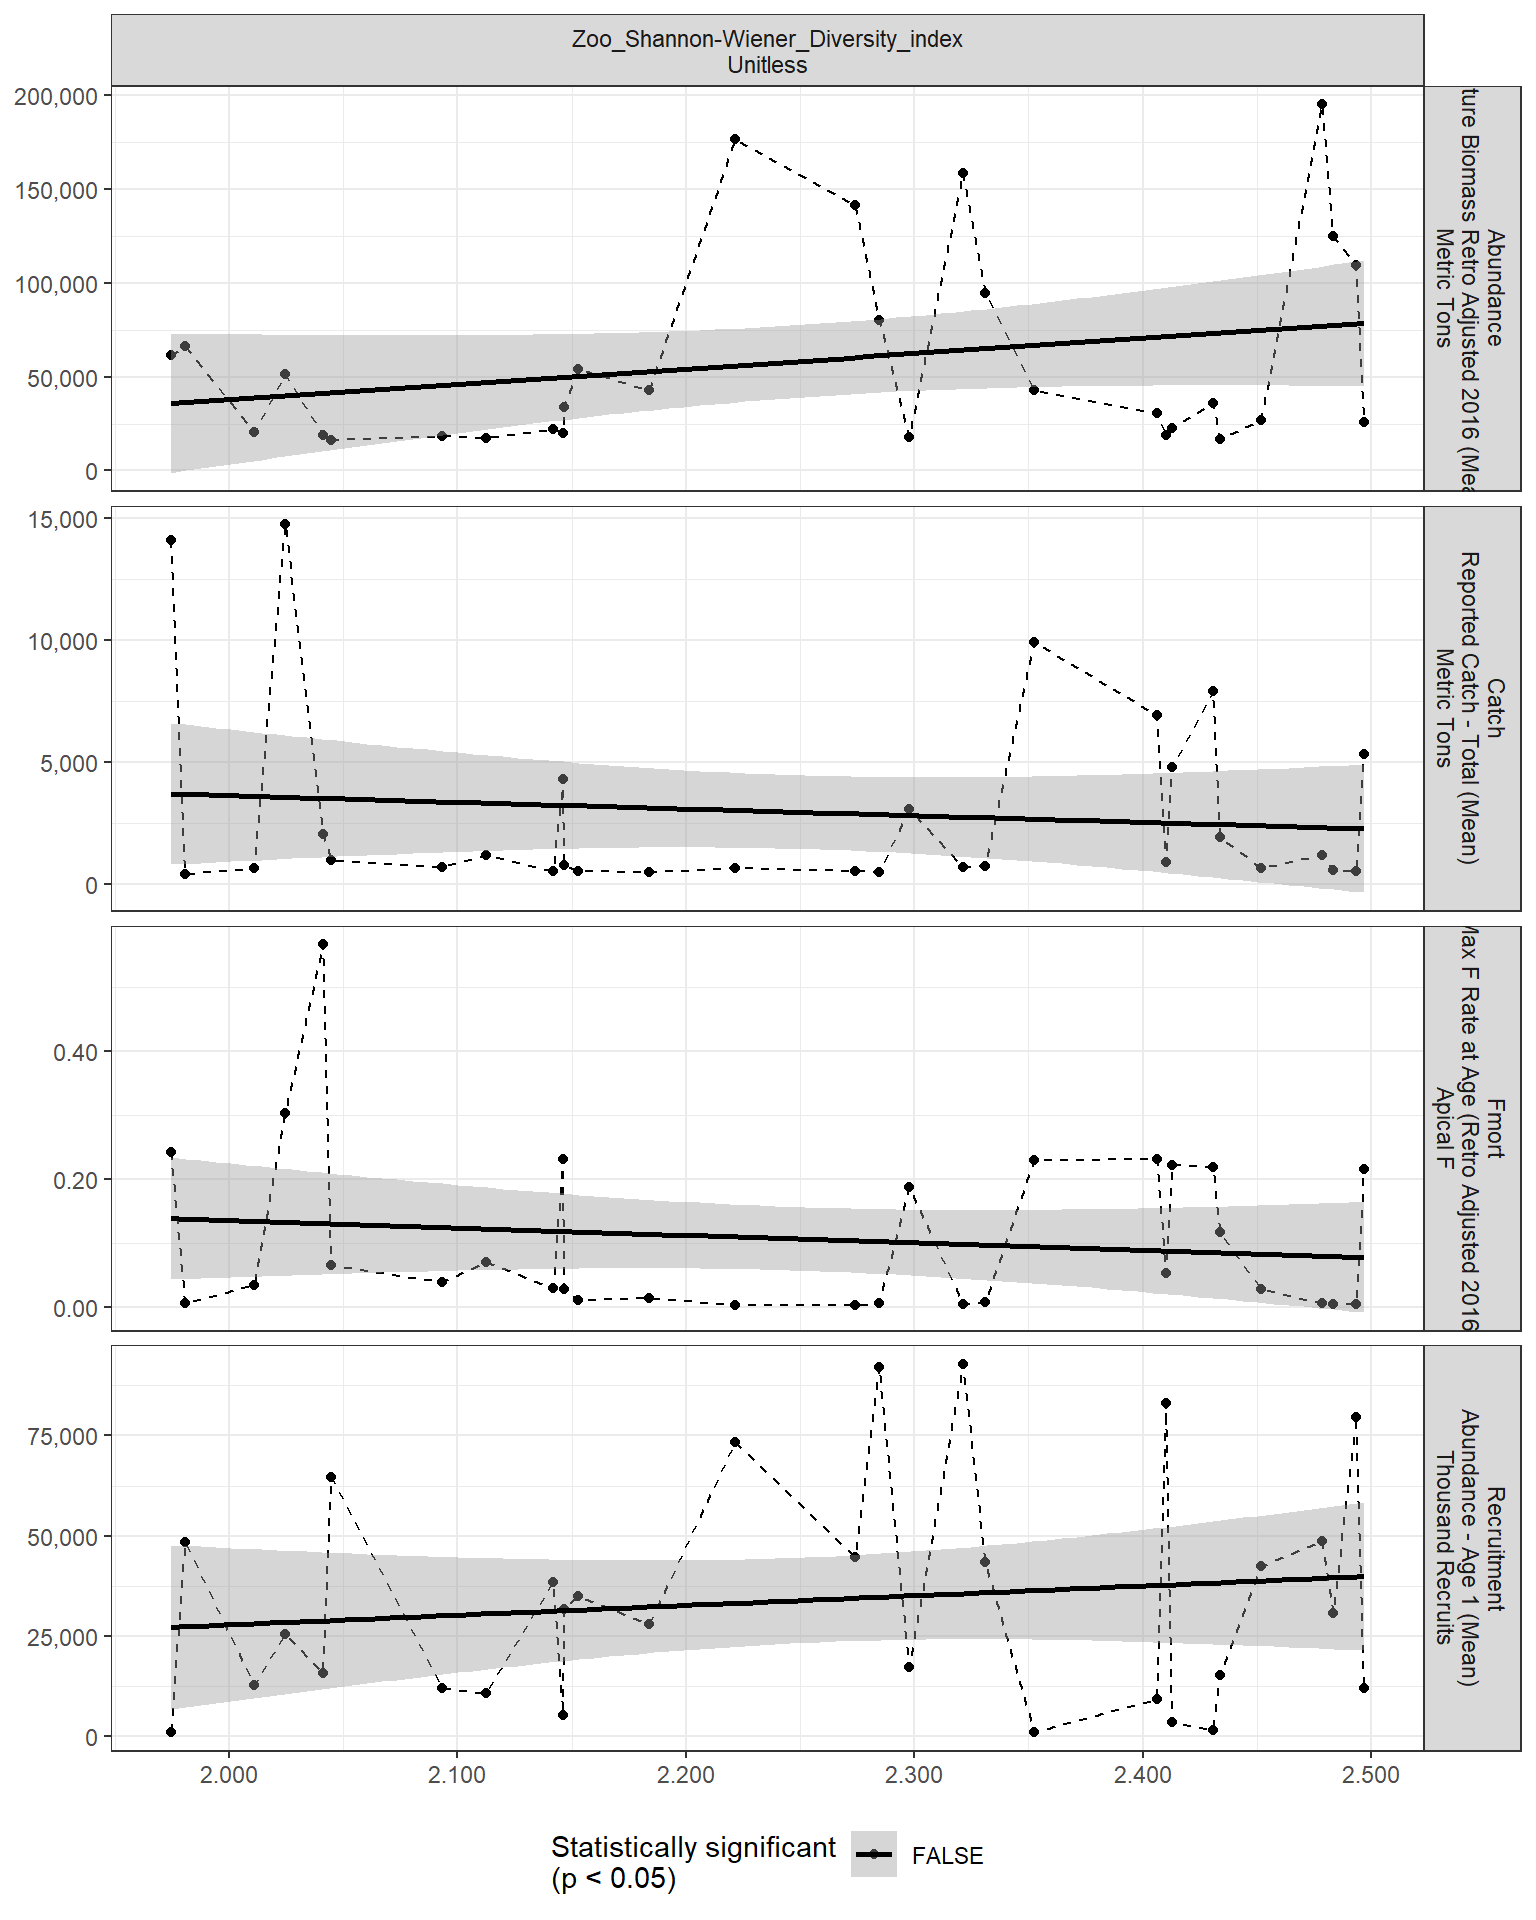 Zoo_Shannon-Wiener_Diversity_index
Unitless
200,000
150,000
100,000
50,000
0
Abundance
Biomass Retro Adjusted 2016
Metric Tons
15,000
10,000
5,000
0
Catch
Reported Catch - Total (Mean)
Metric Tons
0.40
0.20
0.00
Fmort
F Rate at Age (Retro Adjusted 2016
Apical F
75,000
50,000
25,000
0
Recruitment
Abundance - Age 1 (Mean)
Thousand Recruits
2.000
2.100
2.200
2.300
2.400
2.500
Statistically significant
(p < 0.05)
FALSE